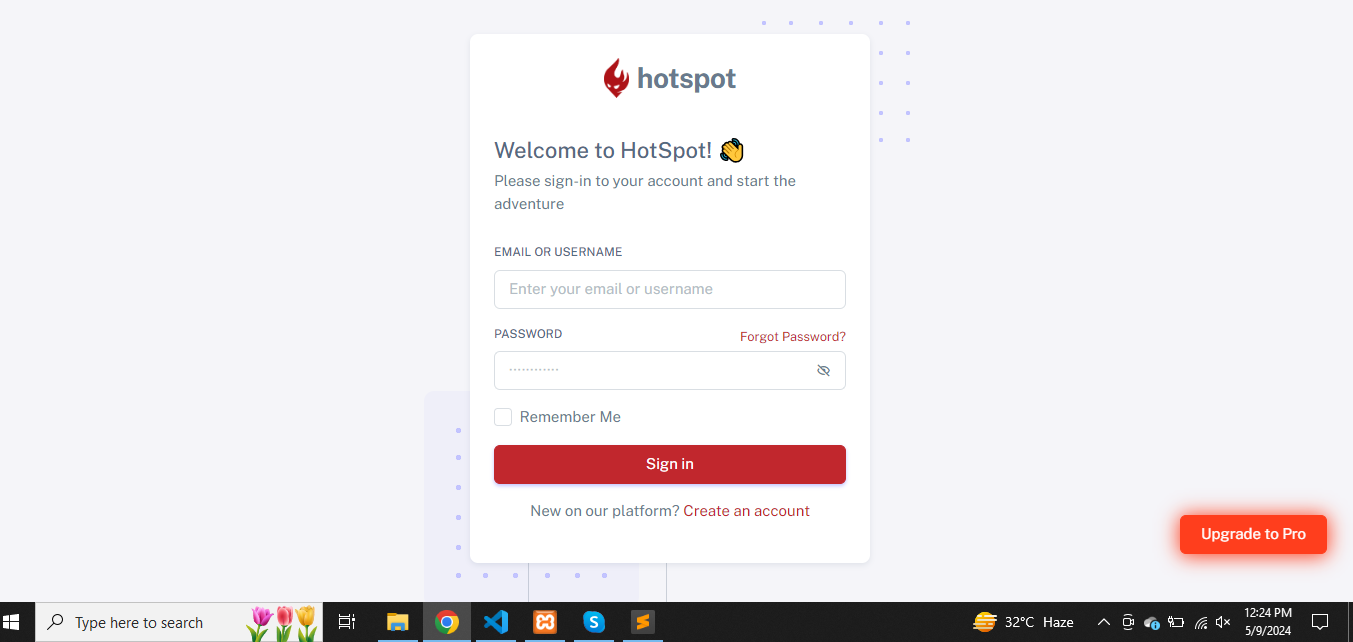 hotspot
Welcome to HotSpot! 👋
Please sign-in to your account and start the
adventure
EMAIL OR USERNAME
Enter your email or username
PASSWORD
Forgot Password?
············
Remember Me
Sign in
New on our platform? Create an account
Upgrade to Pro
Type here to search
32°C Haze
12:24 PM
5/9/2024